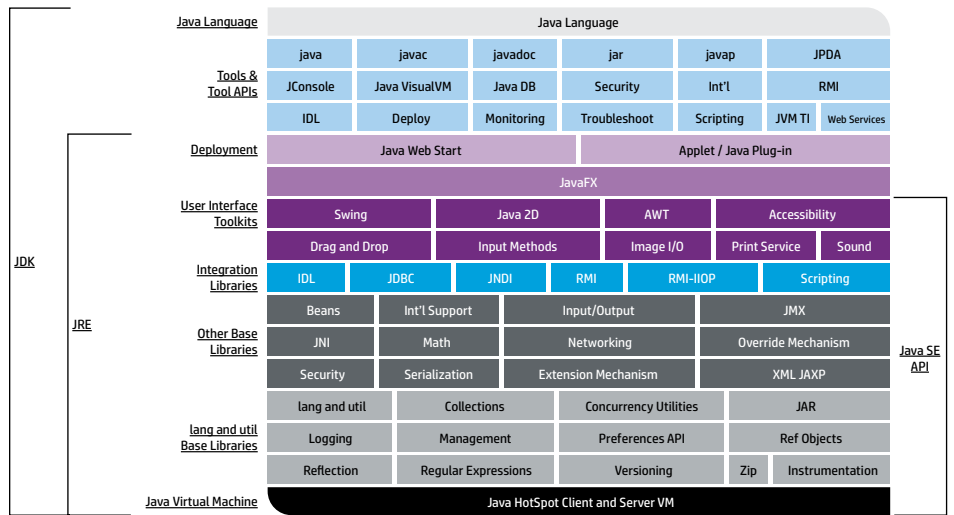 Java Language
Java Language
java javac javadoc jar javap JPDA
Tools &
Tool APIs
JConsole Java VisualVM Java DB Security Int'l RMI
IDL Deploy Monitoring Troubleshoot Scripting JVM TI Web Services
Deployment
Java Web Start Applet / Java Plug-in
JavaFX
User Interface
Toolkits
Swing Java 2D AWT Accessibility
Drag and Drop Input Methods Image I/O Print Service Sound
JDK
Integration
Libraries
IDL JDBC JNDI RMI RMI-IIOP Scripting
JRE
Beans Int'l Support Input/Output JMX
Other Base
Libraries
JNI Math Networking Override Mechanism
Java SE
API
Security Serialization Extension Mechanism XML JAXP
lang and util Collections Concurrency Utilities JAR
lang and util
Base Libraries
Logging Management Preferences API Ref Objects
Reflection Regular Expressions Versioning Zip Instrumentation
Java Virtual Machine
Java HotSpot Client and Server VM